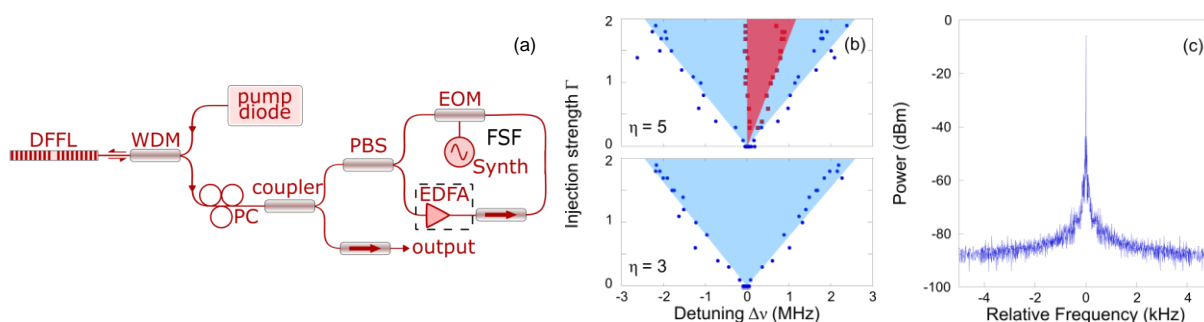 (a)
pump
diode
DFFL
WDM
PC
coupler
PBS
EOM
FSF
Synth
EDFA
output
(b)
Injection strength Γ
2
1
0
η = 5
2
1
0
η = 3
-3 -2 -1 0 1 2 3
Detuning Δν (MHz)
(c)
Power (dBm)
0
-20
-40
-60
-80
-100
-4 -2 0 2 4
Relative Frequency (kHz)